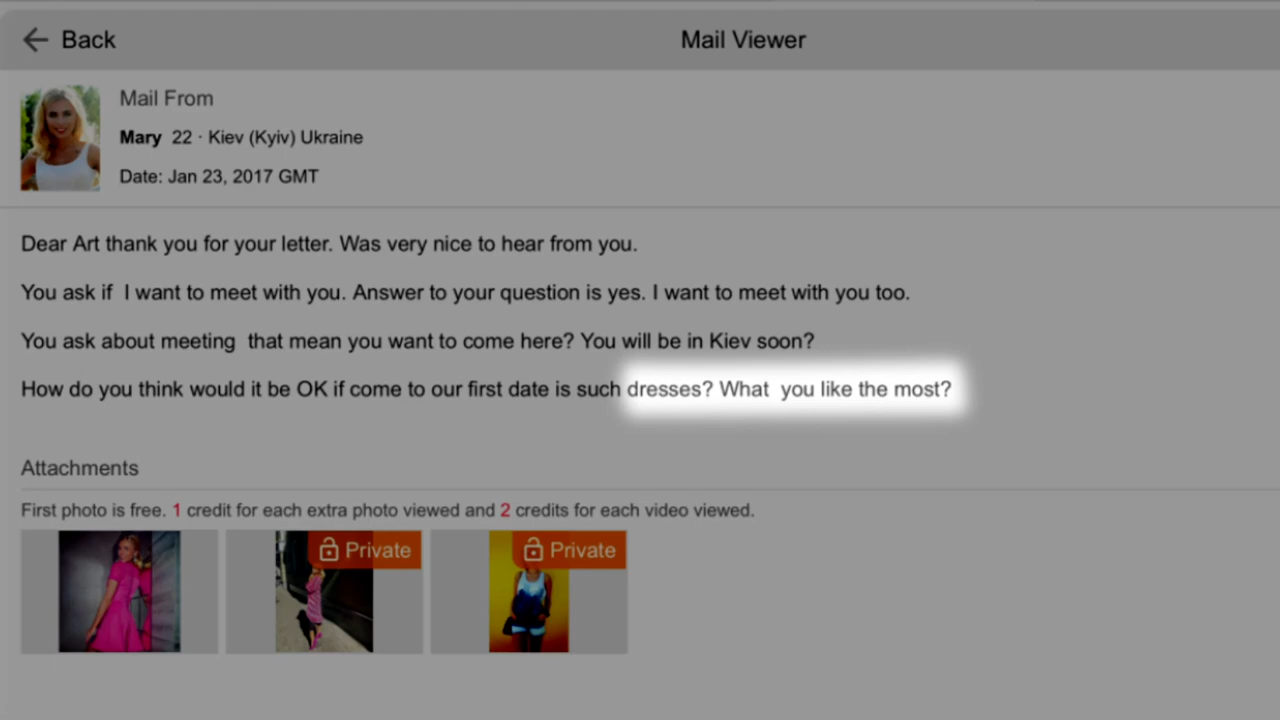 Back
Mail Viewer
Mail From
Mary 22 · Kiev (Kyiv) Ukraine
Date: Jan 23, 2017 GMT
Dear Art thank you for your letter. Was very nice to hear from you.
You ask if I want to meet with you. Answer to your question is yes. I want to meet with you too.
You ask about meeting that mean you want to come here? You will be in Kiev soon?
How do you think would it be OK if come to our first date is such dresses? What you like the most?
Attachments
First photo is free. 1 credit for each extra photo viewed and 2 credits for each video viewed.
Private
Private